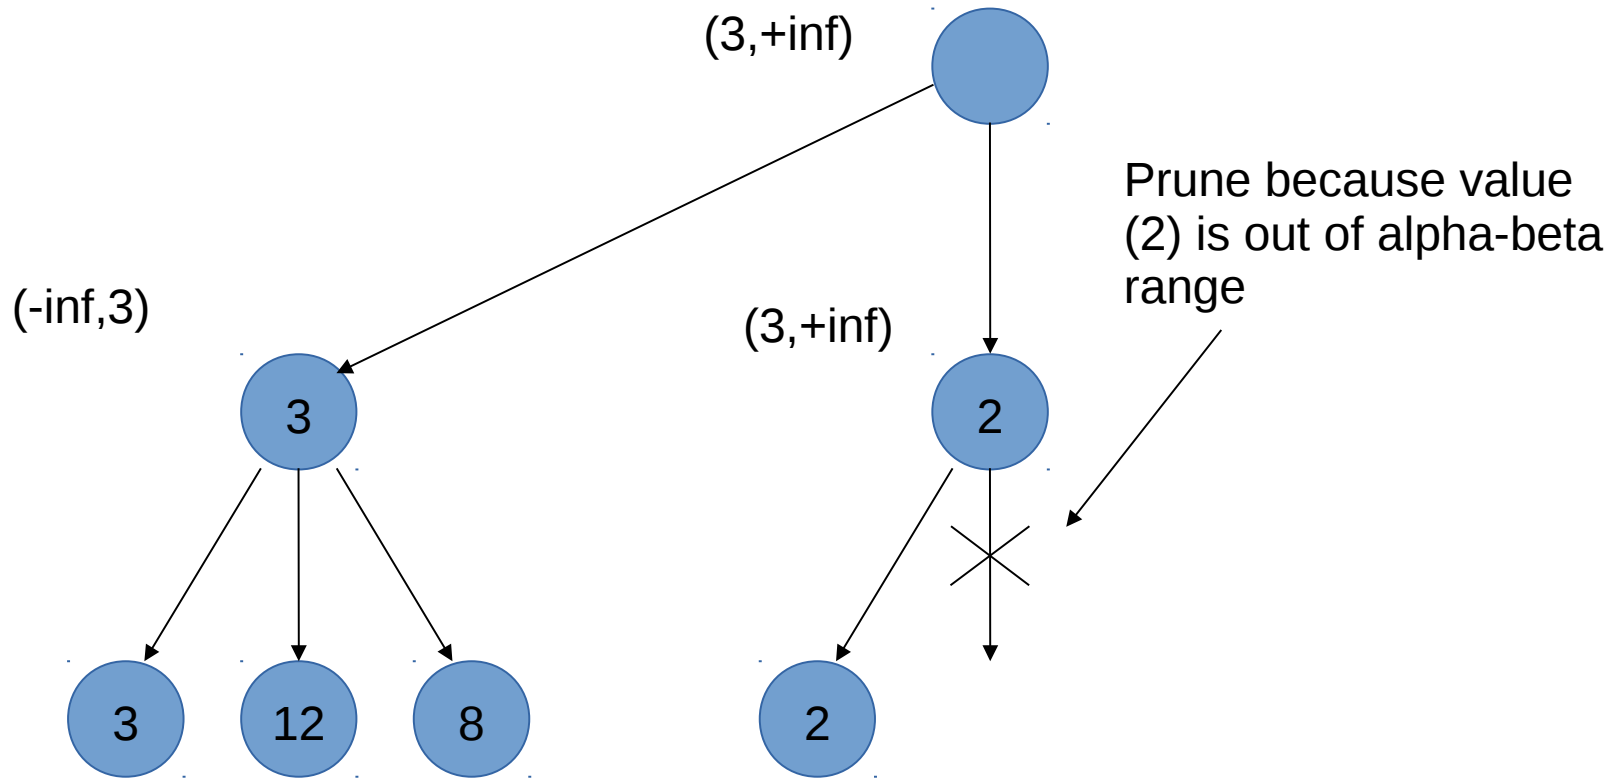 (3,+inf)
Prune because value
(2) is out of alpha-beta
range
(-inf,3)
(3,+inf)
3
2
3
12
8
2